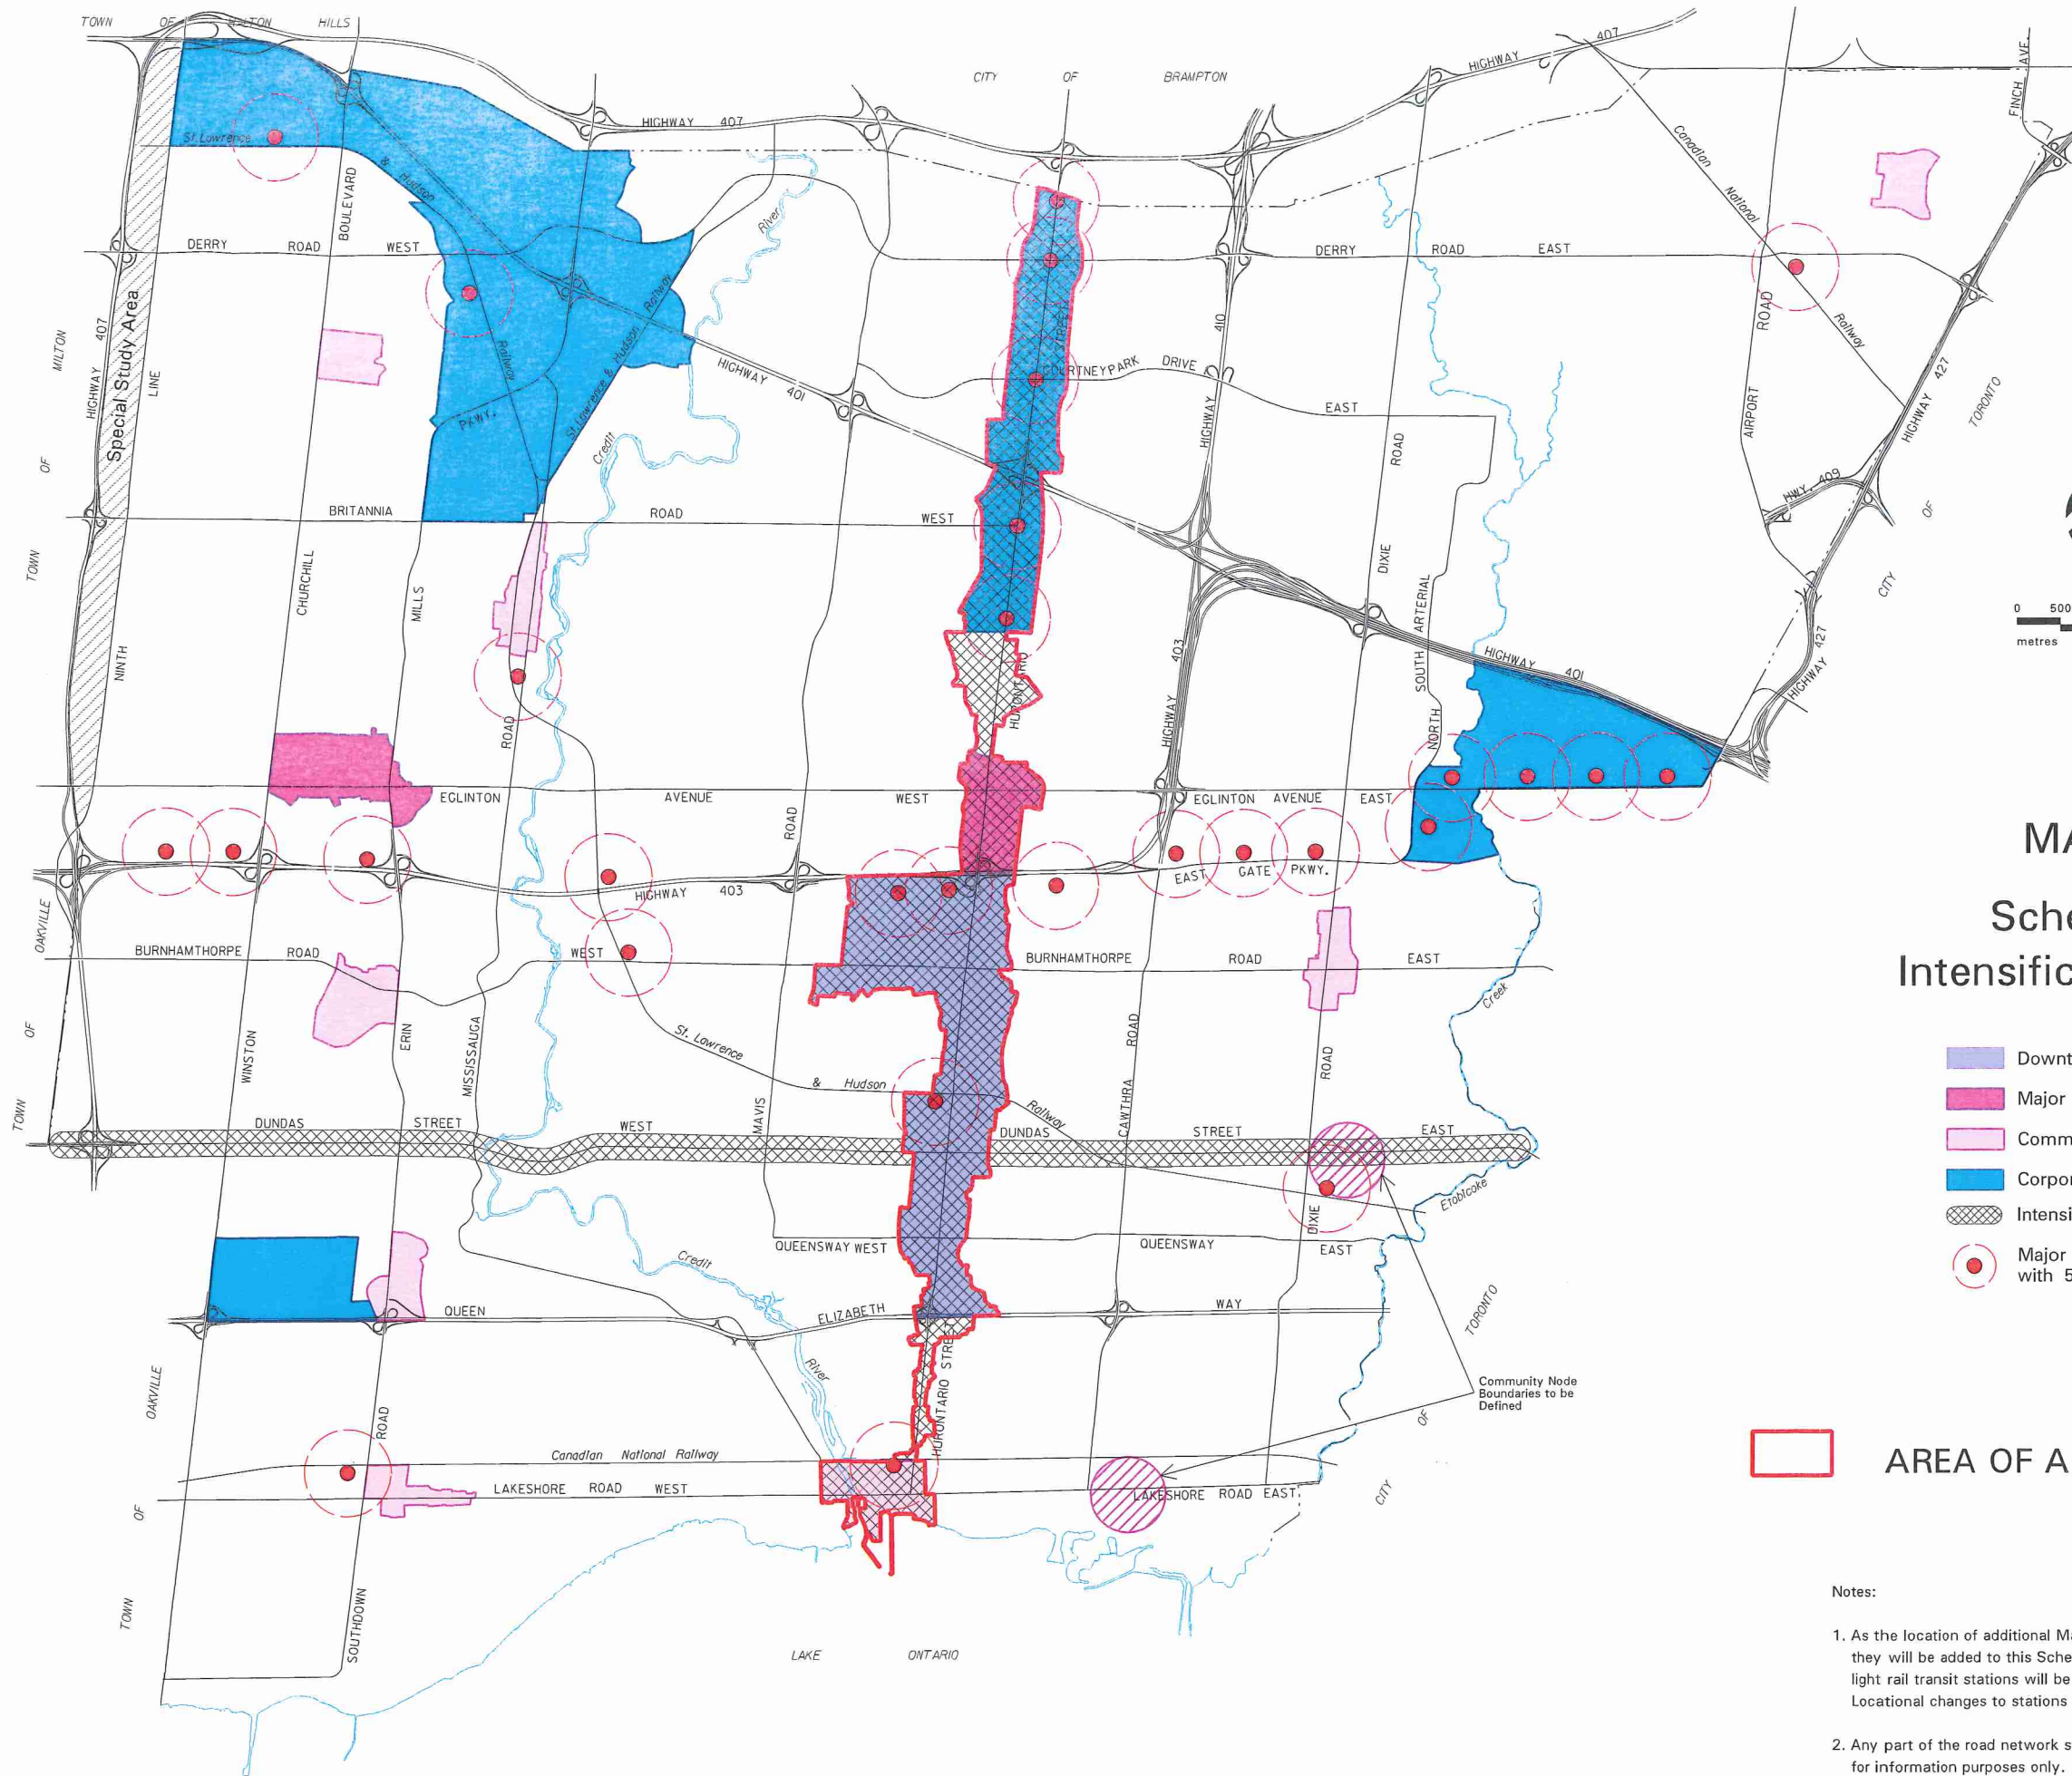 TOWN OF HALTON HILLS
CITY OF BRAMPTON
HIGHWAY 407
FINCH AVE.
HIGHWAY 407
St. Lawrence
& Hudson
Railway
BOULEVARD
River
Canadian
National
Railway
DERRY ROAD WEST
DERRY ROAD EAST
MILTON
OF
TOWN
HIGHWAY 407
Special Study Area
LINE
NINTH
PKWY.
St. Lawrence & Hudson Railway
Credit
HIGHWAY 401
COURTNEYPARK DRIVE
EAST
STREET
410
HIGHWAY
ROAD
DIXIE
ROAD
AIRPORT
HWY. 409
HIGHWAY 427
TORONTO
OF
CITY
BRITANNIA ROAD WEST
CHURCHILL
MILLS
ROAD
HURONTARIO
403
HIGHWAY
SOUTH ARTERIAL
NORTH
HIGHWAY 401
HIGHWAY 427
0 500
metres
EGLINTON AVENUE WEST
EGLINTON AVENUE EAST
ROAD
EAST GATE PKWY.
HIGHWAY 403
MA
Sche
Intensific
OAKVILLE
OF
TOWN
BURNHAMTHORPE ROAD
WEST
BURNHAMTHORPE ROAD EAST
Creek
WINSTON
ERIN
MISSISSAUGA
St. Lawrence
& Hudson
Railway
MAVIS
ROAD
CAWTHRA
ROAD
Downt
Major
Comm
Corpor
Intensi
Major
with 5
DUNDAS STREET WEST
DUNDAS STREET EAST
Etobicoke
DIXIE
QUEENSWAY WEST
QUEENSWAY EAST
Credit
QUEEN ELIZABETH WAY
River
TORONTO
OF
CITY
HURONTARIO STREET
Community Node
Boundaries to be
Defined
OAKVILLE
OF
TOWN
ROAD
SOUTHDOWN
Canadian National Railway
LAKESHORE ROAD WEST
LAKESHORE ROAD EAST
AREA OF A
LAKE ONTARIO
Notes:
1. As the location of additional Ma
they will be added to this Sche
light rail transit stations will be
Locational changes to stations
2. Any part of the road network s
for information purposes only.